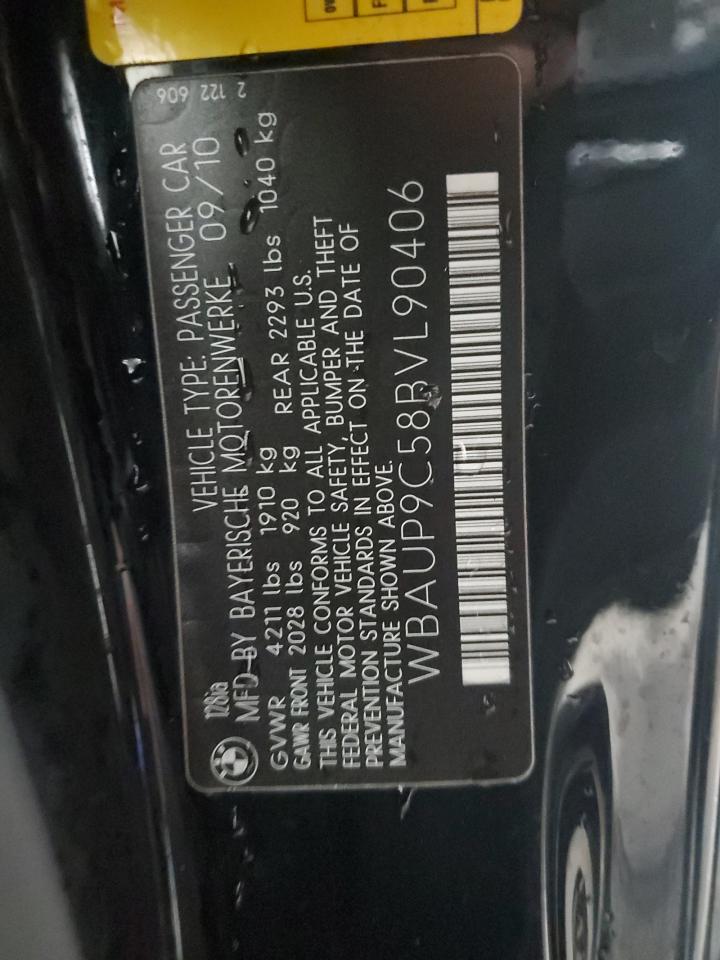 128ia
VEHICLE TYPE: PASSENGER CAR
MFD BY BAYERISCHE MOTORENWERKE 09/10
GVWR 4211 lbs 1910 kg
GAWR FRONT 2028 lbs 920 kg REAR 2293 lbs 1040 kg
THIS VEHICLE CONFORMS TO ALL APPLICABLE U.S.
FEDERAL MOTOR VEHICLE SAFETY, BUMPER AND THEFT
PREVENTION STANDARDS IN EFFECT ON THE DATE OF
MANUFACTURE SHOWN ABOVE.
WBAUP9C58BVL90406
2 122 606